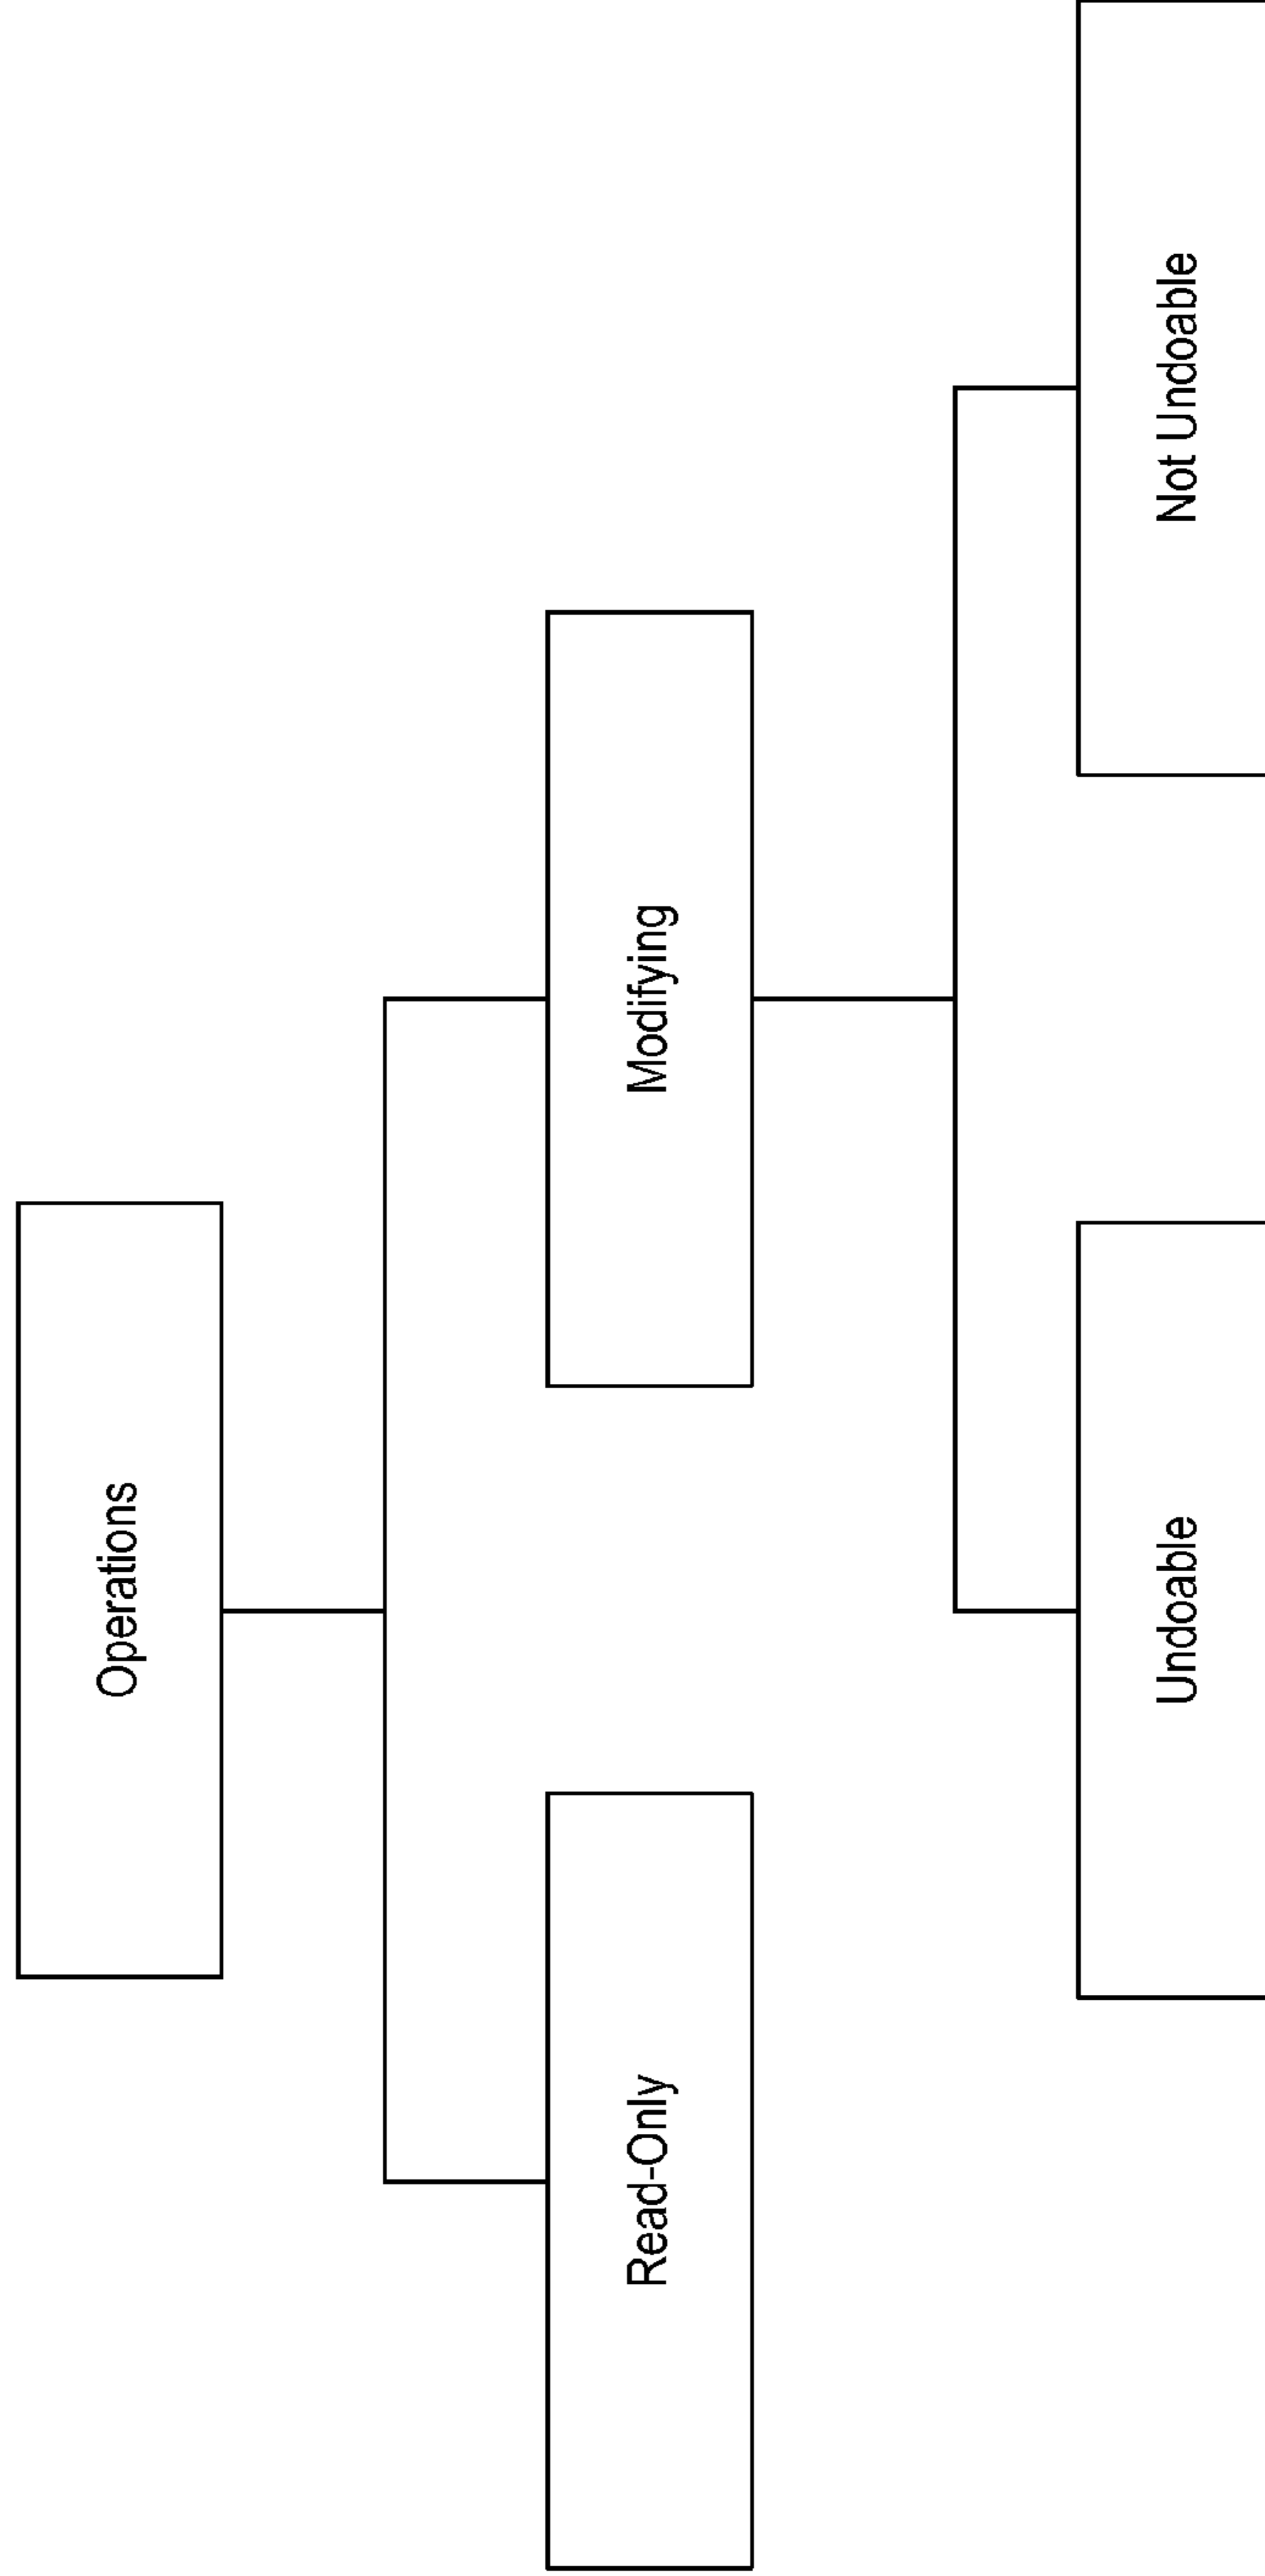 Operations
Read-Only
Modifying
Undoable
Not Undoable